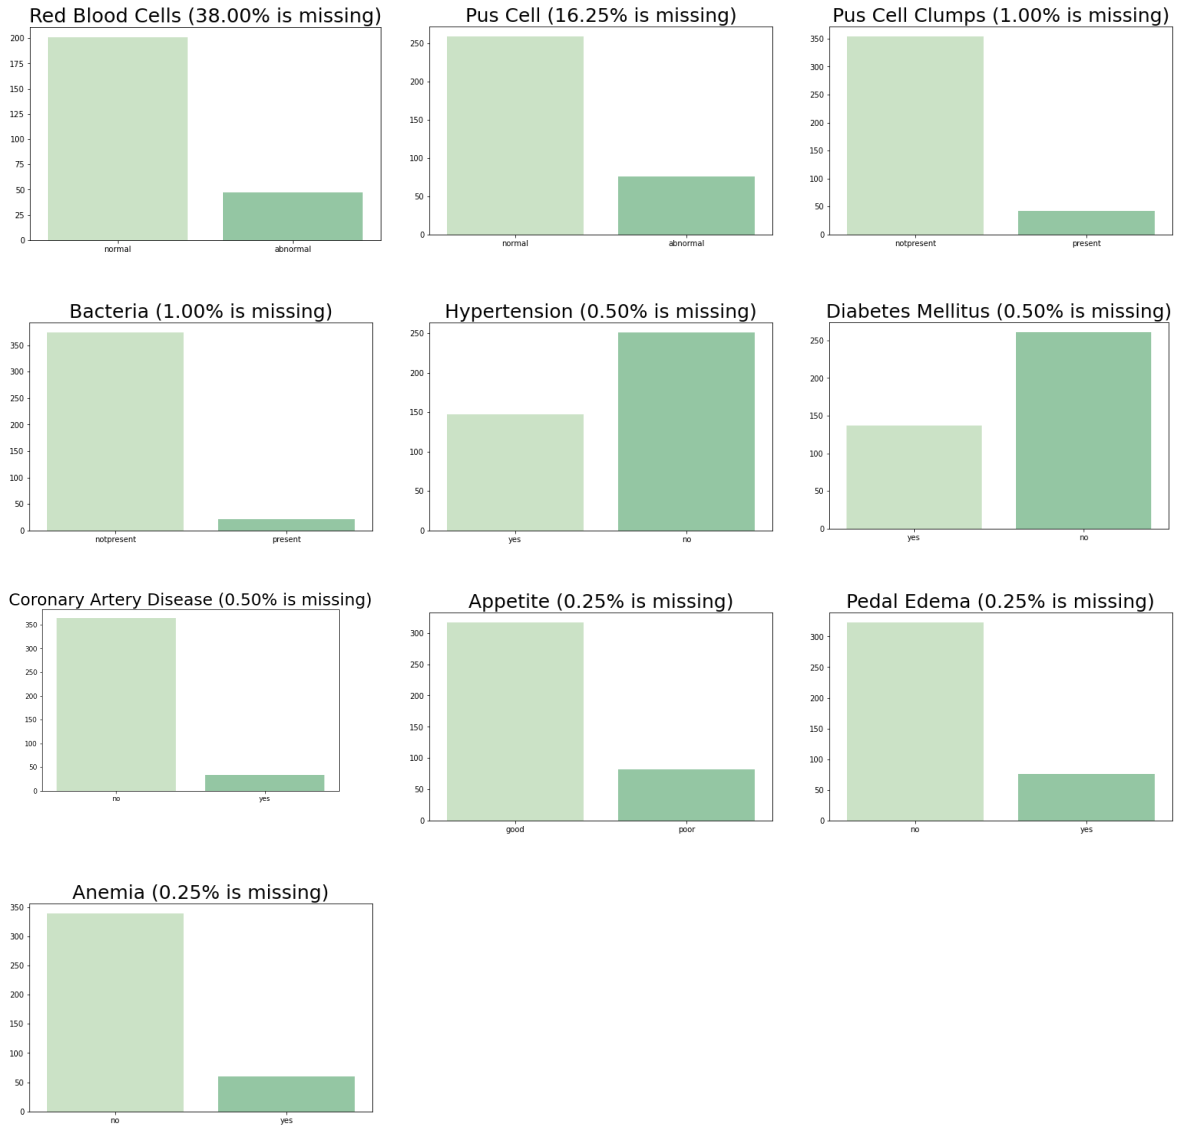 Red Blood Cells (38.00% is missing)
200
175
150
125
100
75
50
25
0
normal
abnormal
Pus Cell (16.25% is missing)
250
200
150
100
50
0
normal
abnormal
Pus Cell Clumps (1.00% is missing)
350
300
250
200
150
100
50
0
notpresent
present
Bacteria (1.00% is missing)
350
300
250
200
150
100
50
0
notpresent
present
Hypertension (0.50% is missing)
250
200
150
100
50
0
yes
no
Diabetes Mellitus (0.50% is missing)
250
200
150
100
50
0
yes
no
Coronary Artery Disease (0.50% is missing)
350
300
250
200
150
100
50
0
no
yes
Appetite (0.25% is missing)
300
250
200
150
100
50
0
good
poor
Pedal Edema (0.25% is missing)
300
250
200
150
100
50
0
no
yes
Anemia (0.25% is missing)
350
300
250
200
150
100
50
0
no
yes